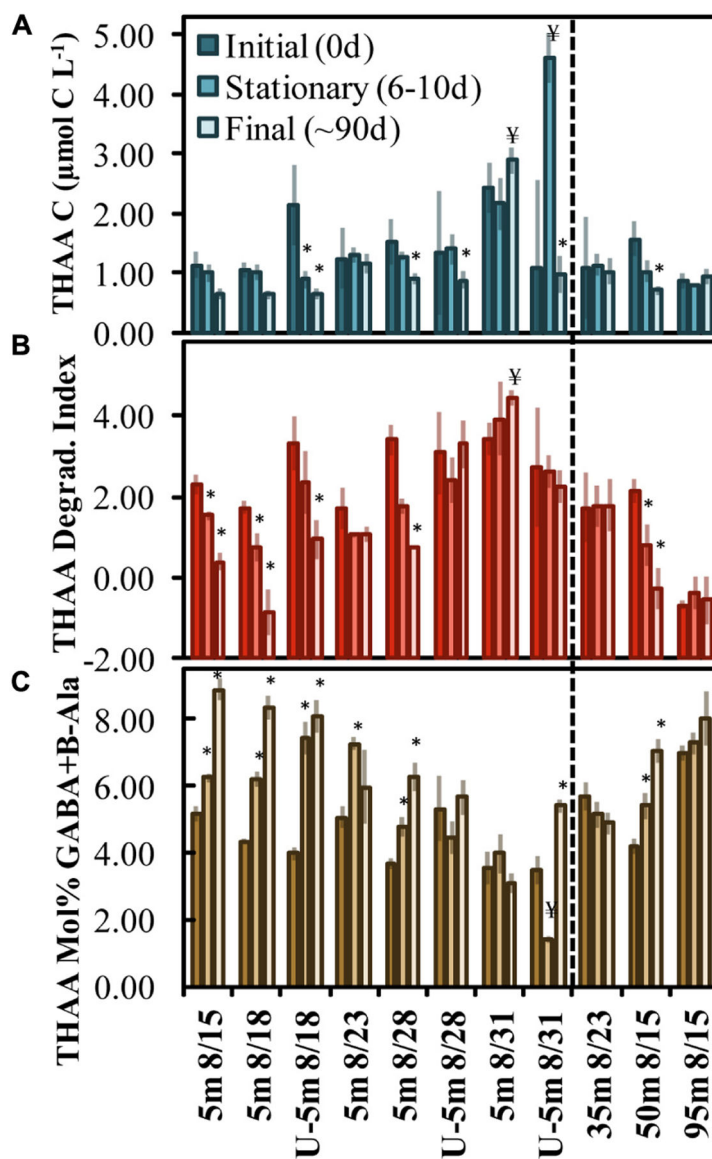 A
THAA C (µmol C L⁻¹)
5.00
4.00
3.00
2.00
1.00
0.00
Initial (0d)
Stationary (6-10d)
Final (~90d)
* * * * ¥ ¥ * *
B
THAA Degrad. Index
6.00
4.00
2.00
0.00
-2.00
* * * * * * ¥ * *
C
THAA Mol% GABA+B-Ala
8.00
6.00
4.00
2.00
0.00
* * * * * * * * * ¥ * * *
5m 8/15
5m 8/18
U-5m 8/18
5m 8/23
5m 8/28
U-5m 8/28
5m 8/31
U-5m 8/31
35m 8/23
50m 8/15
95m 8/15